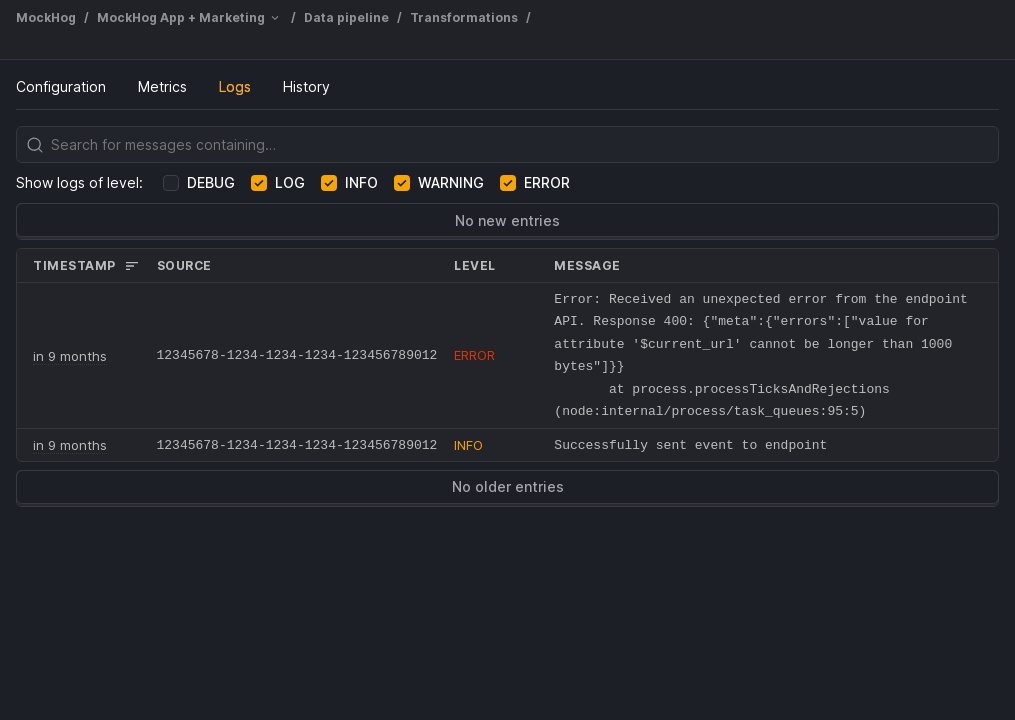 MockHog / MockHog App + Marketing / Data pipeline / Transformations /
Configuration Metrics Logs History
Search for messages containing...
Show logs of level: DEBUG LOG INFO WARNING ERROR
No new entries
TIMESTAMP SOURCE LEVEL MESSAGE
in 9 months 12345678-1234-1234-1234-123456789012 ERROR
Error: Received an unexpected error from the endpoint
API. Response 400: {"meta":{"errors":["value for
attribute '$current_url' cannot be longer than 1000
bytes"]}}
at process.processTicksAndRejections
(node:internal/process/task_queues:95:5)
in 9 months 12345678-1234-1234-1234-123456789012 INFO Successfully sent event to endpoint
No older entries